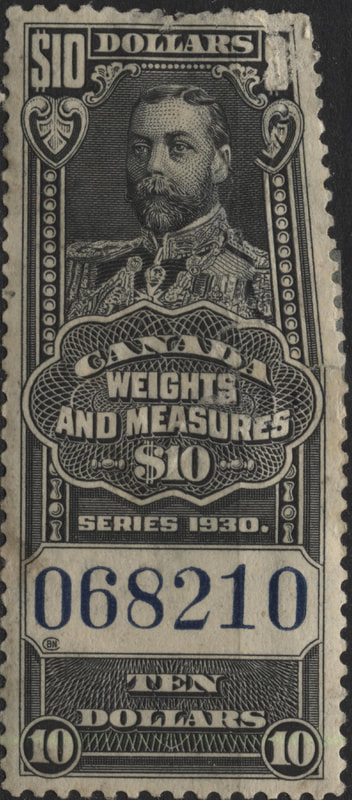 $10 DOLLARS
CANADA
WEIGHTS
AND MEASURES
$10
SERIES 1930.
068210
BN
TEN
DOLLARS
10 10